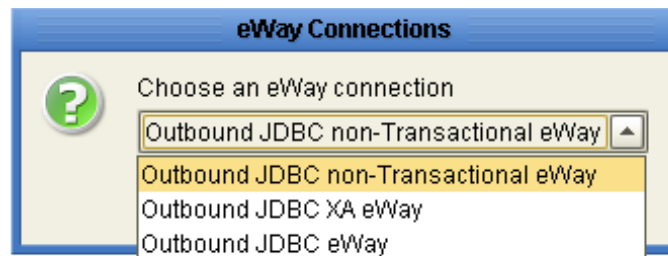 eWay Connections
Choose an eWay connection
Outbound JDBC non-Transactional eWay
Outbound JDBC non-Transactional eWay
Outbound JDBC XA eWay
Outbound JDBC eWay